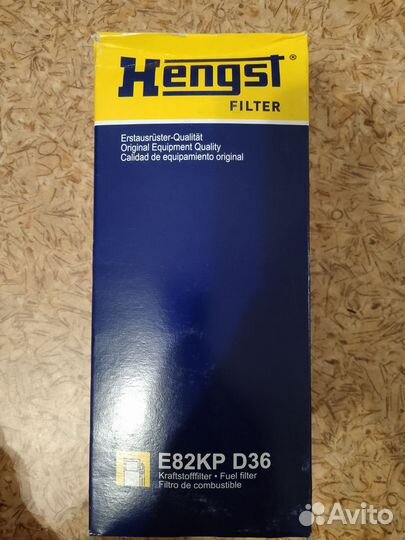 Hengst®
FILTER
Erstausrüster-Qualität
Original Equipment Quality
Calidad de equipamiento original
E82KP D36
Kraftstofffilter • Fuel filter
Filtro de combustible
Avito